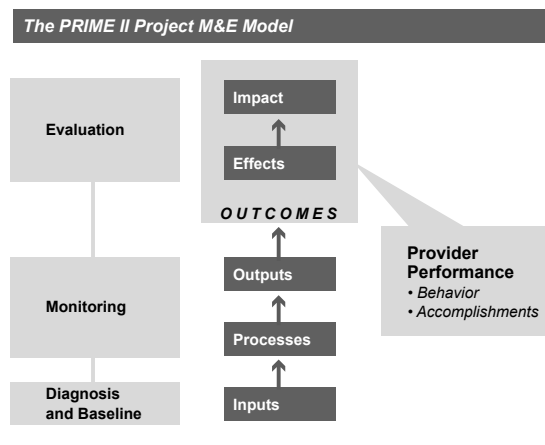 The PRIME II Project M&E Model
Evaluation
Monitoring
Diagnosis
and Baseline
Impact
Effects
OUTCOMES
Outputs
Processes
Inputs
Provider
Performance
• Behavior
• Accomplishments